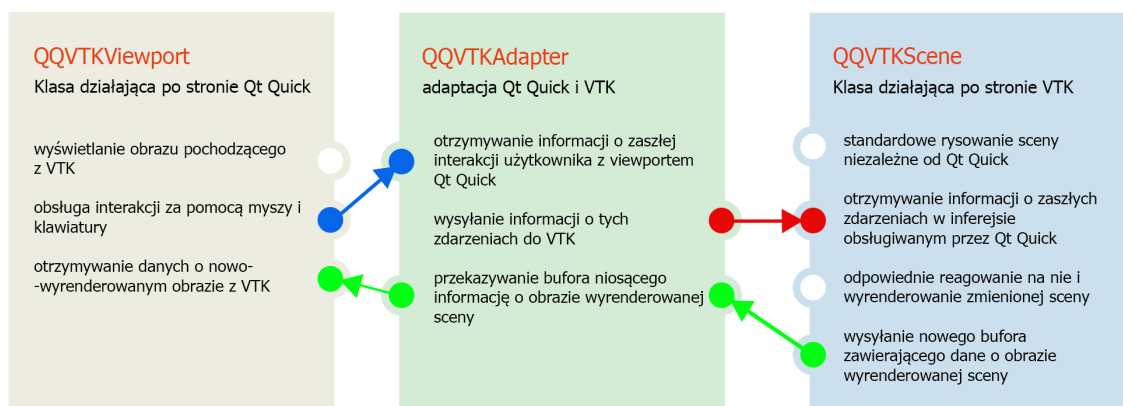 QQVTKViewport
Klasa działająca po stronie Qt Quick
wyświetlanie obrazu pochodzącego
z VTK
obsługa interakcji za pomocą myszy i
klawiatury
otrzymywanie danych o nowo-
-wyrenderowanym obrazie z VTK
QQVTKAdapter
adaptacja Qt Quick i VTK
otrzymywanie informacji o zaszłej
interakcji użytkownika z viewportem
Qt Quick
wysyłanie informacji o tych
zdarzeniach do VTK
przekazywanie bufora niosącego
informację o obrazie wyrenderowanej
sceny
QQVTKScene
Klasa działająca po stronie VTK
standardowe rysowanie sceny
niezależne od Qt Quick
otrzymywanie informacji o zaszłych
zdarzeniach w inferejsie
obsługiwanym przez Qt Quick
odpowiednie reagowanie na nie i
wyrenderowanie zmienionej sceny
wysyłanie nowego bufora
zawierającego dane o obrazie
wyrenderowanej sceny